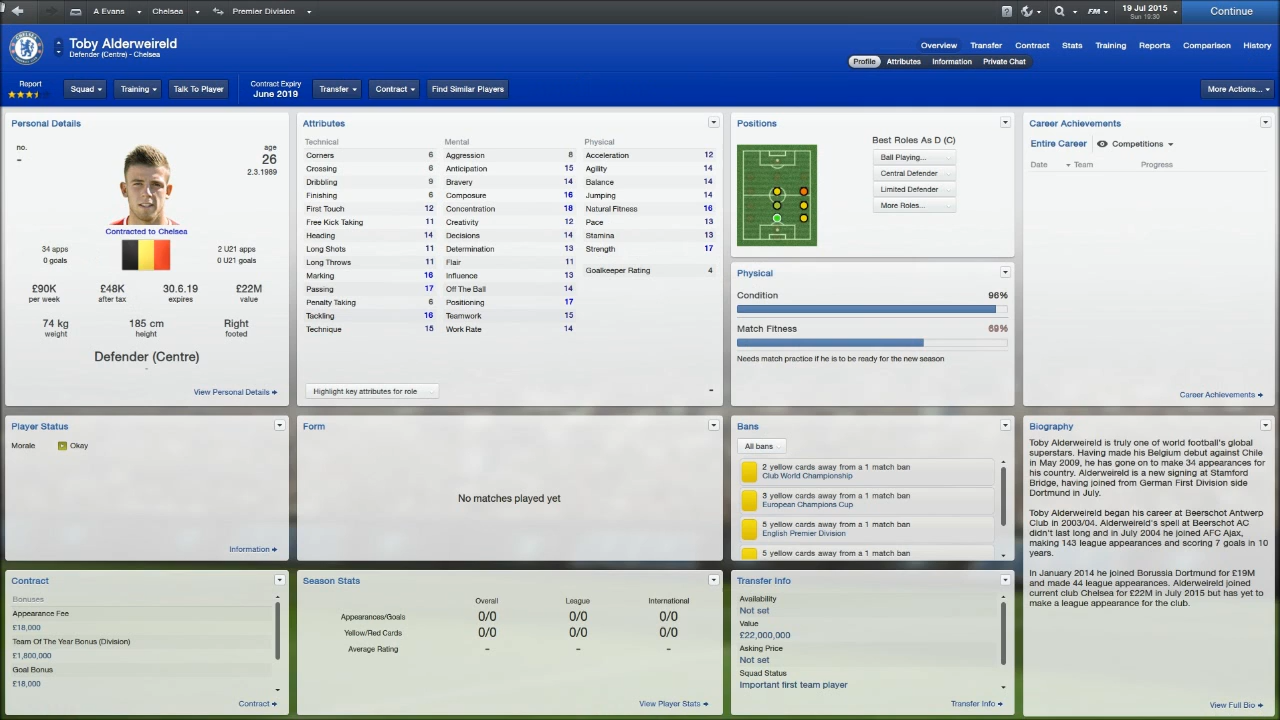 A Evans
Chelsea
Premier Division
FM
19 Jul 2015
Sun 19:30
Continue
Toby Alderweireld
Defender (Centre) - Chelsea
Overview
Transfer
Contract
Stats
Training
Reports
Comparison
History
Profile
Attributes
Information
Private Chat
Report
Squad
Training
Talk To Player
Contract Expiry
June 2019
Transfer
Contract
Find Similar Players
More Actions...
Personal Details
no.
-
age
26
2.3.1989
Contracted to Chelsea
34 apps
0 goals
2 U21 apps
0 U21 goals
£90K
per week
£48K
after tax
30.6.19
expires
£22M
value
74 kg
weight
185 cm
height
Right
footed
Defender (Centre)
-
View Personal Details
Attributes
Technical
Corners 6
Crossing 6
Dribbling 9
Finishing 6
First Touch 12
Free Kick Taking 11
Heading 14
Long Shots 11
Long Throws 11
Marking 16
Passing 17
Penalty Taking 6
Tackling 16
Technique 15
Mental
Aggression 8
Anticipation 15
Bravery 14
Composure 16
Concentration 18
Creativity 12
Decisions 14
Determination 13
Flair 11
Influence 13
Off The Ball 14
Positioning 17
Teamwork 15
Work Rate 14
Physical
Acceleration 12
Agility 14
Balance 14
Jumping 14
Natural Fitness 16
Pace 13
Stamina 13
Strength 17
Goalkeeper Rating 4
Highlight key attributes for role
-
Positions
Best Roles As D (C)
Ball Playing...
Central Defender
Limited Defender
More Roles...
Physical
Condition 96%
Match Fitness 69%
Needs match practice if he is to be ready for the new season
Career Achievements
Entire Career
Competitions
Date
Team
Progress
Career Achievements
Player Status
Morale Okay
Information
Form
No matches played yet
Bans
All bans
2 yellow cards away from a 1 match ban
Club World Championship
3 yellow cards away from a 1 match ban
European Champions Cup
5 yellow cards away from a 1 match ban
English Premier Division
5 yellow cards away from a 1 match ban
Biography
Toby Alderweireld is truly one of world football's global
superstars. Having made his Belgium debut against Chile
in May 2009, he has gone on to make 34 appearances for
his country. Alderweireld is a new signing at Stamford
Bridge, having joined from German First Division side
Dortmund in July.
Toby Alderweireld began his career at Beerschot Antwerp
Club in 2003/04. Alderweireld's spell at Beerschot AC
didn't last long and in July 2004 he joined AFC Ajax,
making 143 league appearances and scoring 7 goals in 10
years.
In January 2014 he joined Borussia Dortmund for £19M
and made 44 league appearances. Alderweireld joined
current club Chelsea for £22M in July 2015 but has yet to
make a league appearance for the club.
View Full Bio
Contract
Bonuses
Appearance Fee
£18,000
Team Of The Year Bonus (Division)
£1,800,000
Goal Bonus
£18,000
Contract
Season Stats
Overall League International
Appearances/Goals 0/0 0/0 0/0
Yellow/Red Cards 0/0 0/0 0/0
Average Rating - - -
View Player Stats
Transfer Info
Availability
Not set
Value
£22,000,000
Asking Price
Not set
Squad Status
Important first team player
Transfer Info